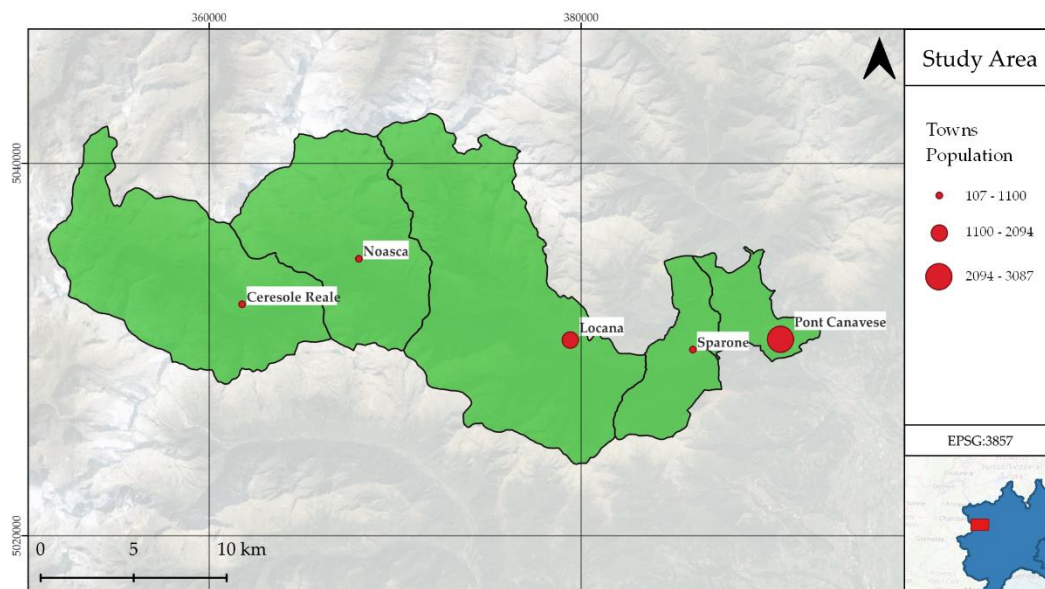 360000
380000
5040000
5020000
Noasca
Ceresole Reale
Locana
Sparone
Pont Canavese
0
5
10 km
Study Area
Towns
Population
107 - 1100
1100 - 2094
2094 - 3087
EPSG:3857